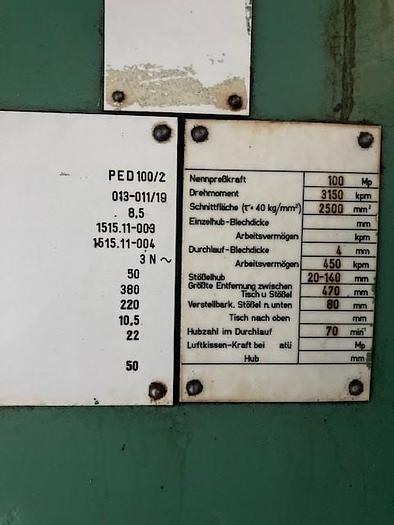 PED 100/2
013-011/19
8,5
1515.11-009
1515.11-004
3 N ~
50
380
220
10,5
22
50
Nennpreßkraft 100 Mp
Drehmoment 3150 kpm
Schnittfläche (τ= 40 kg/mm²) 2500 mm²
Einzelhub-Blechdicke mm
Arbeitsvermögen kpm
Durchlauf-Blechdicke 4 mm
Arbeitsvermögen 450 kpm
Stößelhub 20-140 mm
Größte Entfernung zwischen
Tisch u Stößel 470 mm
Verstellbark. Stößel n. unten 80 mm
Tisch nach oben mm
Hubzahl im Durchlauf 70 min⁻¹
Luftkissen-Kraft bei atü Mp
Hub mm